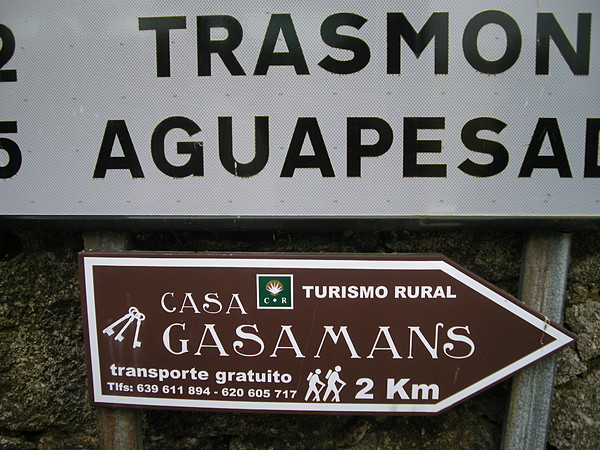 2 TRASMON
5 AGUAPESAD
CASA
C R
TURISMO RURAL
GASAMANS
transporte gratuito
2 Km
Tlfs: 639 611 894 - 620 605 717